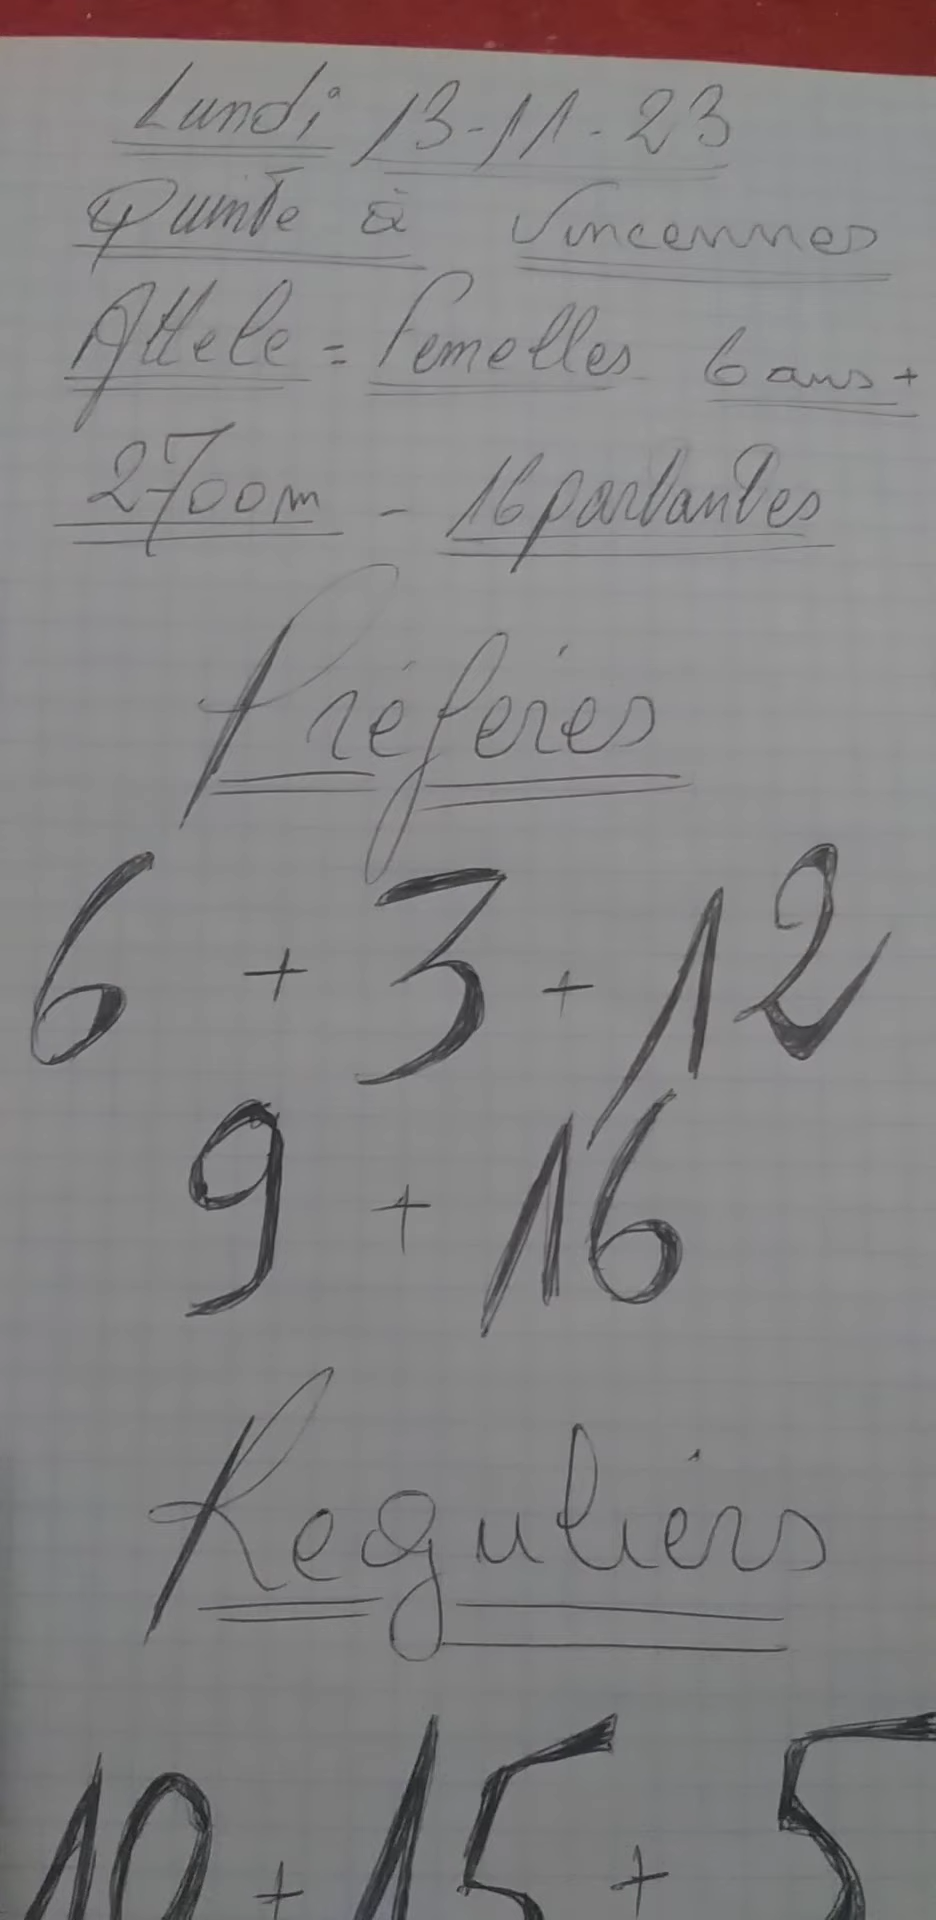 Lundi 13-11-23
Quinté à Vincennes
Attelé = Femelles 6 ans +
2700m - 16 partantes
Préférés
6 + 3 + 12
9 + 16
Réguliers
10 + 15 + 5